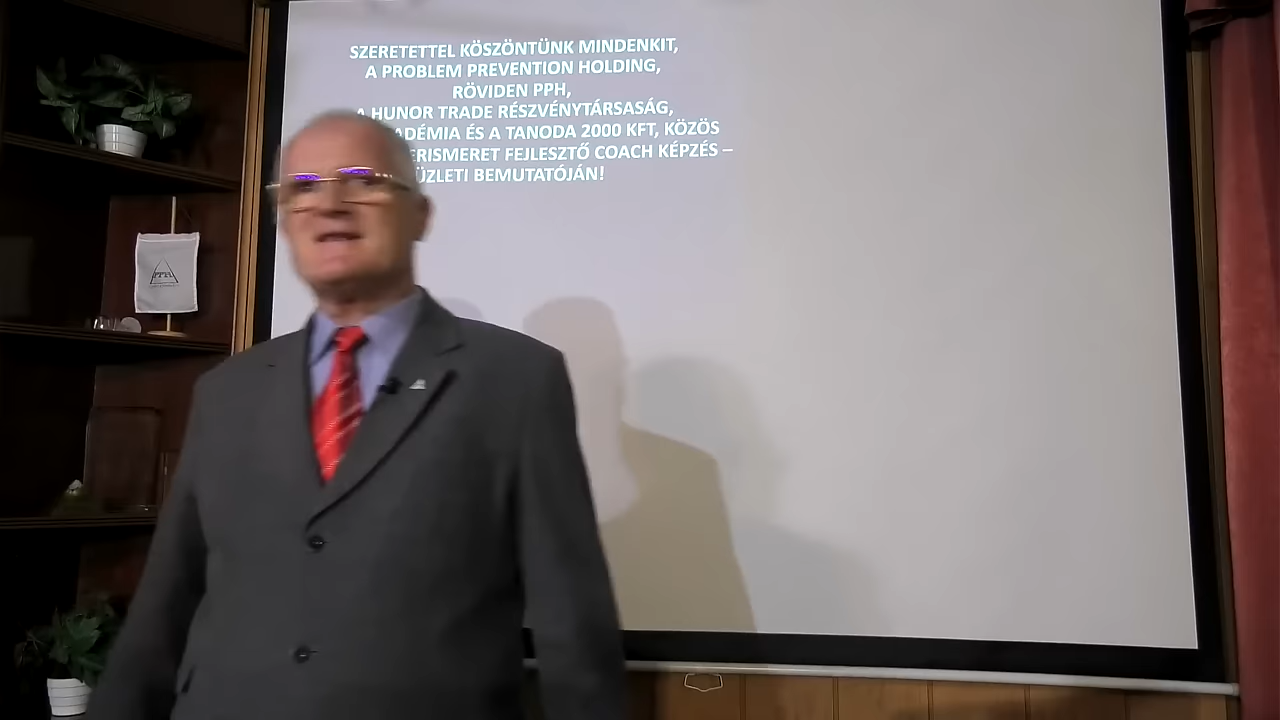 SZERETETTEL KÖSZÖNTÜNK MINDENKIT,
A PROBLEM PREVENTION HOLDING,
RÖVIDEN PPH,
A HUNOR TRADE RÉSZVÉNYTÁRSASÁG,
ÉS A TANODA 2000 KFT, KÖZÖS
FEJLESZTŐ COACH KÉPZÉS –
ÜZLETI BEMUTATÓJÁN!